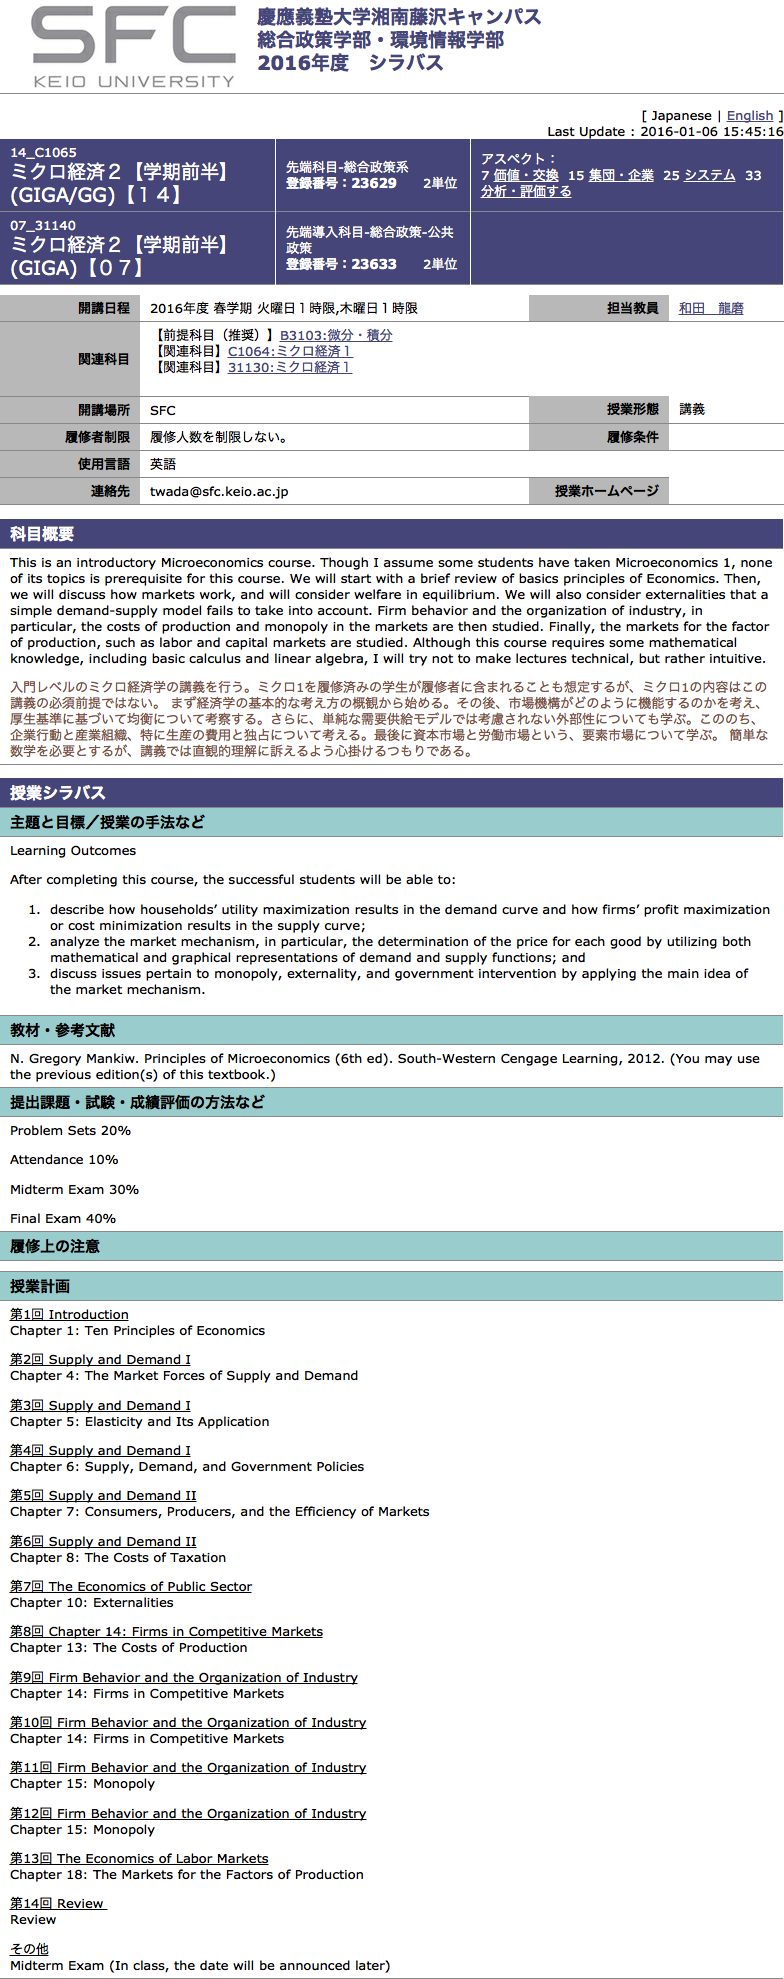 SFC
KEIO UNIVERSITY
慶應義塾大学湘南藤沢キャンパス
総合政策学部・環境情報学部
2016年度　シラバス
[ Japanese | English ]
Last Update : 2016-01-06 15:45:16
14_C1065
ミクロ経済２【学期前半】
(GIGA/GG)【１４】
先端科目-総合政策系
登録番号：23629　　2単位
アスペクト：
7 価値・交換 15 集団・企業 25 システム 33
分析・評価する
07_31140
ミクロ経済２【学期前半】
(GIGA)【０７】
先端導入科目-総合政策-公共
政策
登録番号：23633　　2単位
開講日程
2016年度 春学期 火曜日１時限,木曜日１時限
担当教員
和田　龍磨
関連科目
【前提科目（推奨）】B3103:微分・積分
【関連科目】C1064:ミクロ経済１
【関連科目】31130:ミクロ経済１
開講場所
SFC
授業形態
講義
履修者制限
履修人数を制限しない。
履修条件
使用言語
英語
連絡先
twada@sfc.keio.ac.jp
授業ホームページ
科目概要
This is an introductory Microeconomics course. Though I assume some students have taken Microeconomics 1, none
of its topics is prerequisite for this course. We will start with a brief review of basics principles of Economics. Then,
we will discuss how markets work, and will consider welfare in equilibrium. We will also consider externalities that a
simple demand-supply model fails to take into account. Firm behavior and the organization of industry, in
particular, the costs of production and monopoly in the markets are then studied. Finally, the markets for the factor
of production, such as labor and capital markets are studied. Although this course requires some mathematical
knowledge, including basic calculus and linear algebra, I will try not to make lectures technical, but rather intuitive.
入門レベルのミクロ経済学の講義を行う。ミクロ1を履修済みの学生が履修者に含まれることも想定するが、ミクロ1の内容はこの
講義の必須前提ではない。 まず経済学の基本的な考え方の概観から始める。その後、市場機構がどのように機能するのかを考え、
厚生基準に基づいて均衡について考察する。さらに、単純な需要供給モデルでは考慮されない外部性についても学ぶ。こののち、
企業行動と産業組織、特に生産の費用と独占について考える。最後に資本市場と労働市場という、要素市場について学ぶ。 簡単な
数学を必要とするが、講義では直観的理解に訴えるよう心掛けるつもりである。
授業シラバス
主題と目標／授業の手法など
Learning Outcomes
After completing this course, the successful students will be able to:
1. describe how households’ utility maximization results in the demand curve and how firms’ profit maximization
or cost minimization results in the supply curve;
2. analyze the market mechanism, in particular, the determination of the price for each good by utilizing both
mathematical and graphical representations of demand and supply functions; and
3. discuss issues pertain to monopoly, externality, and government intervention by applying the main idea of
the market mechanism.
教材・参考文献
N. Gregory Mankiw. Principles of Microeconomics (6th ed). South-Western Cengage Learning, 2012. (You may use
the previous edition(s) of this textbook.)
提出課題・試験・成績評価の方法など
Problem Sets 20%
Attendance 10%
Midterm Exam 30%
Final Exam 40%
履修上の注意
授業計画
第1回 Introduction
Chapter 1: Ten Principles of Economics
第2回 Supply and Demand I
Chapter 4: The Market Forces of Supply and Demand
第3回 Supply and Demand I
Chapter 5: Elasticity and Its Application
第4回 Supply and Demand I
Chapter 6: Supply, Demand, and Government Policies
第5回 Supply and Demand II
Chapter 7: Consumers, Producers, and the Efficiency of Markets
第6回 Supply and Demand II
Chapter 8: The Costs of Taxation
第7回 The Economics of Public Sector
Chapter 10: Externalities
第8回 Chapter 14: Firms in Competitive Markets
Chapter 13: The Costs of Production
第9回 Firm Behavior and the Organization of Industry
Chapter 14: Firms in Competitive Markets
第10回 Firm Behavior and the Organization of Industry
Chapter 14: Firms in Competitive Markets
第11回 Firm Behavior and the Organization of Industry
Chapter 15: Monopoly
第12回 Firm Behavior and the Organization of Industry
Chapter 15: Monopoly
第13回 The Economics of Labor Markets
Chapter 18: The Markets for the Factors of Production
第14回 Review
Review
その他
Midterm Exam (In class, the date will be announced later)